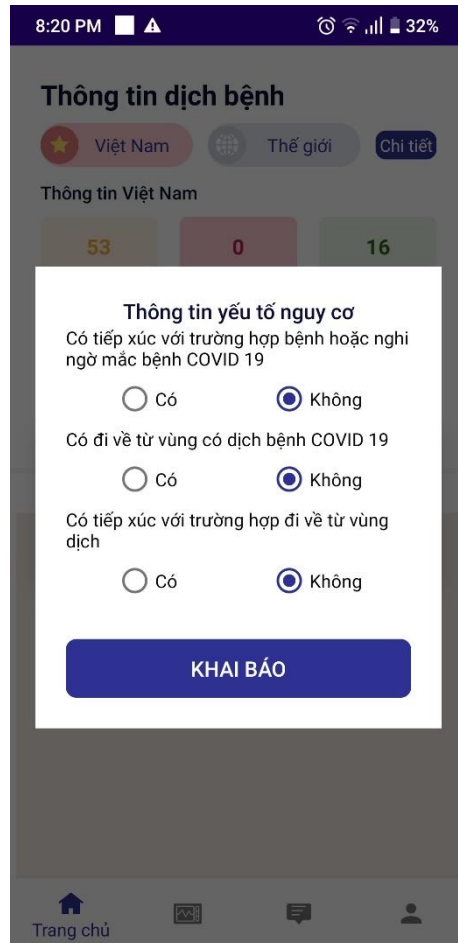 8:20 PM 32%
Thông tin dịch bệnh
Việt Nam Thế giới Chi tiết
Thông tin Việt Nam
53 0 16
Thông tin yếu tố nguy cơ
Có tiếp xúc với trường hợp bệnh hoặc nghi
ngờ mắc bệnh COVID 19
Có Không
Có đi về từ vùng có dịch bệnh COVID 19
Có Không
Có tiếp xúc với trường hợp đi về từ vùng
dịch
Có Không
KHAI BÁO
Trang chủ